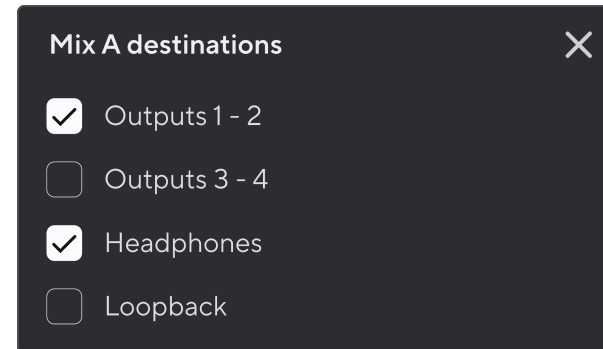 Mix A destinations
Outputs 1 - 2
Outputs 3 - 4
Headphones
Loopback